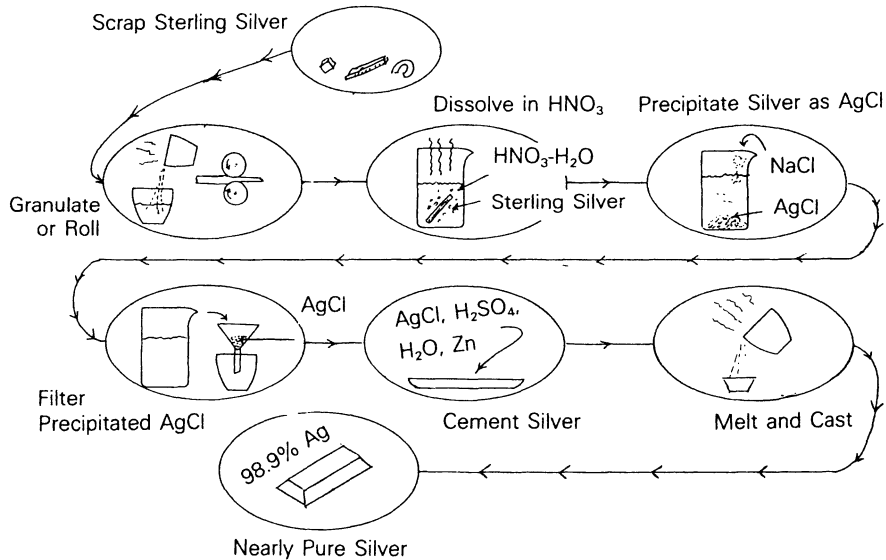 Scrap Sterling Silver
Granulate
or Roll
Dissolve in HNO₃
HNO₃-H₂O
Sterling Silver
Precipitate Silver as AgCl
NaCl
AgCl
Filter
Precipitated AgCl
AgCl
AgCl, H₂SO₄,
H₂O, Zn
Cement Silver
Melt and Cast
98.9% Ag
Nearly Pure Silver